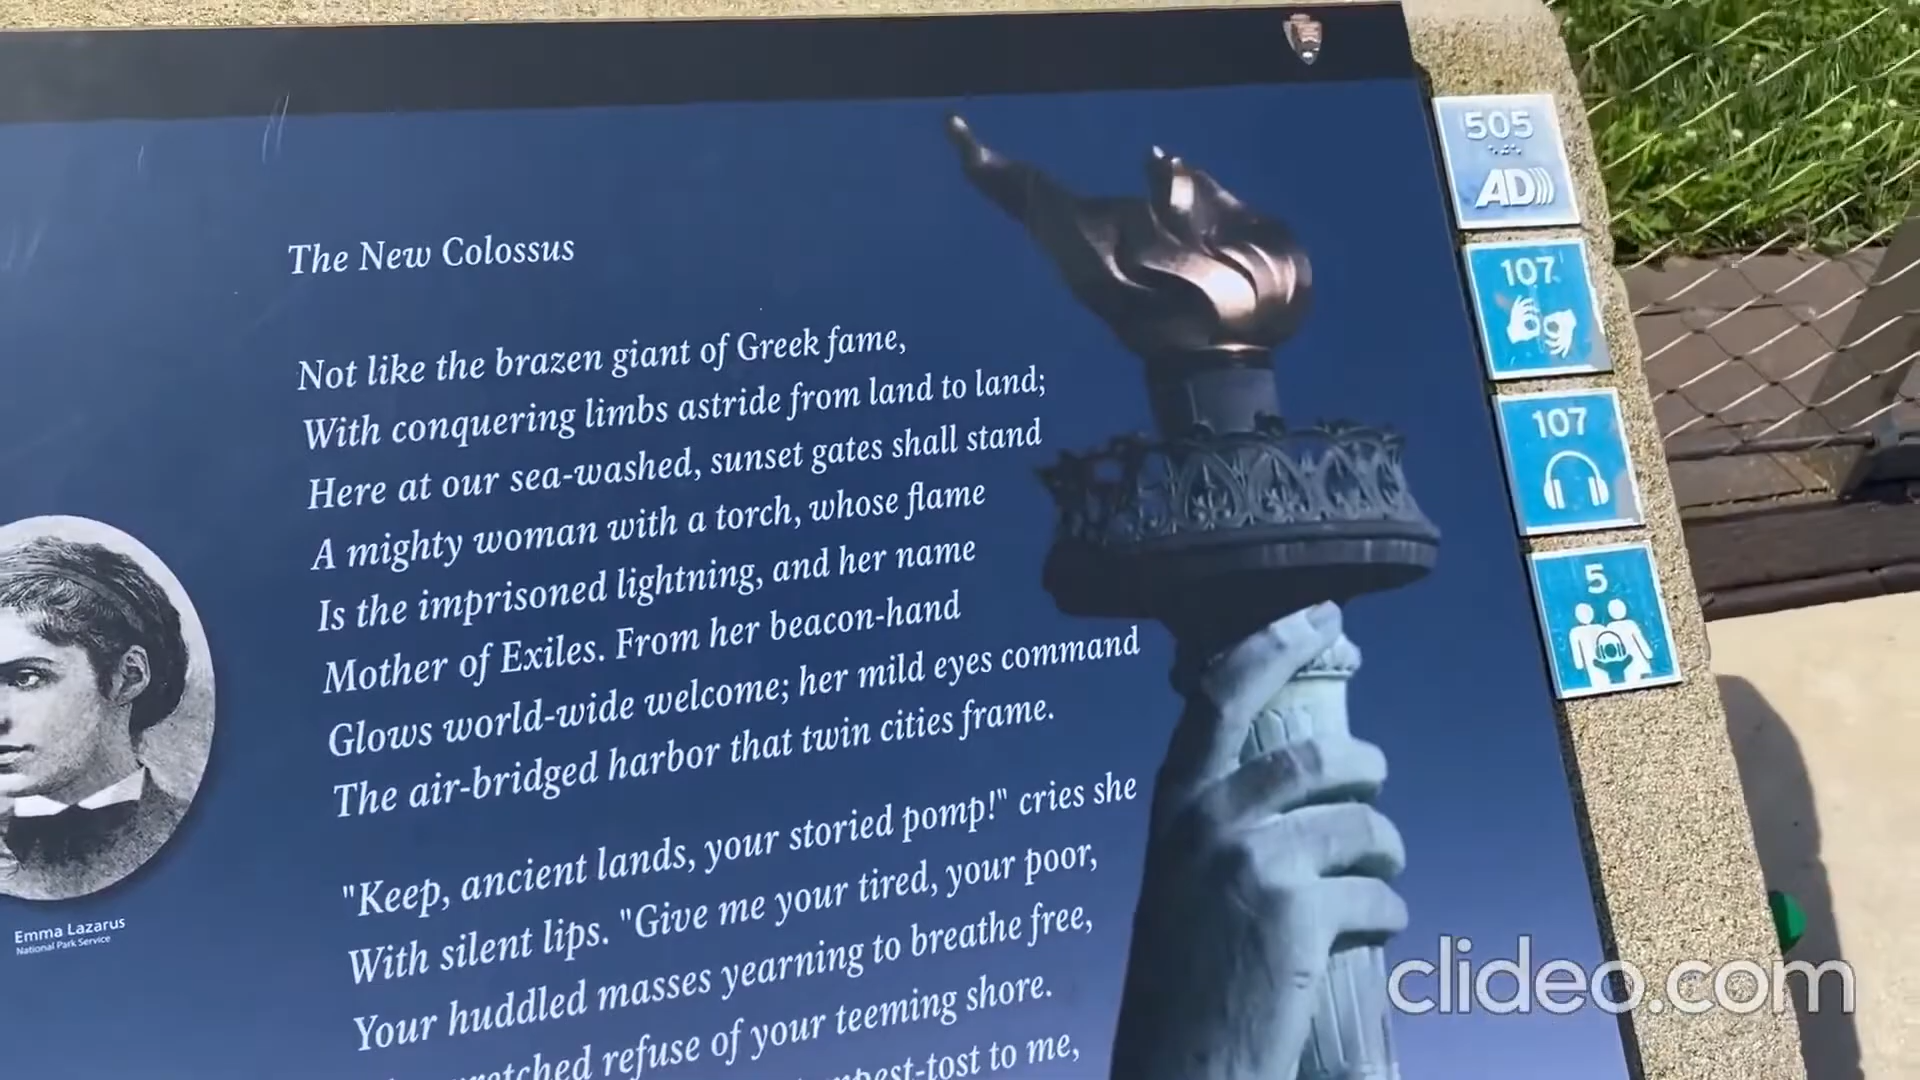 The New Colossus
Not like the brazen giant of Greek fame,
With conquering limbs astride from land to land;
Here at our sea-washed, sunset gates shall stand
A mighty woman with a torch, whose flame
Is the imprisoned lightning, and her name
Mother of Exiles. From her beacon-hand
Glows world-wide welcome; her mild eyes command
The air-bridged harbor that twin cities frame.
"Keep, ancient lands, your storied pomp!" cries she
With silent lips. "Give me your tired, your poor,
Your huddled masses yearning to breathe free,
refuse of your teeming shore.
to me,
Emma Lazarus
National Park Service
505
AD
107
107
5
clideo.com